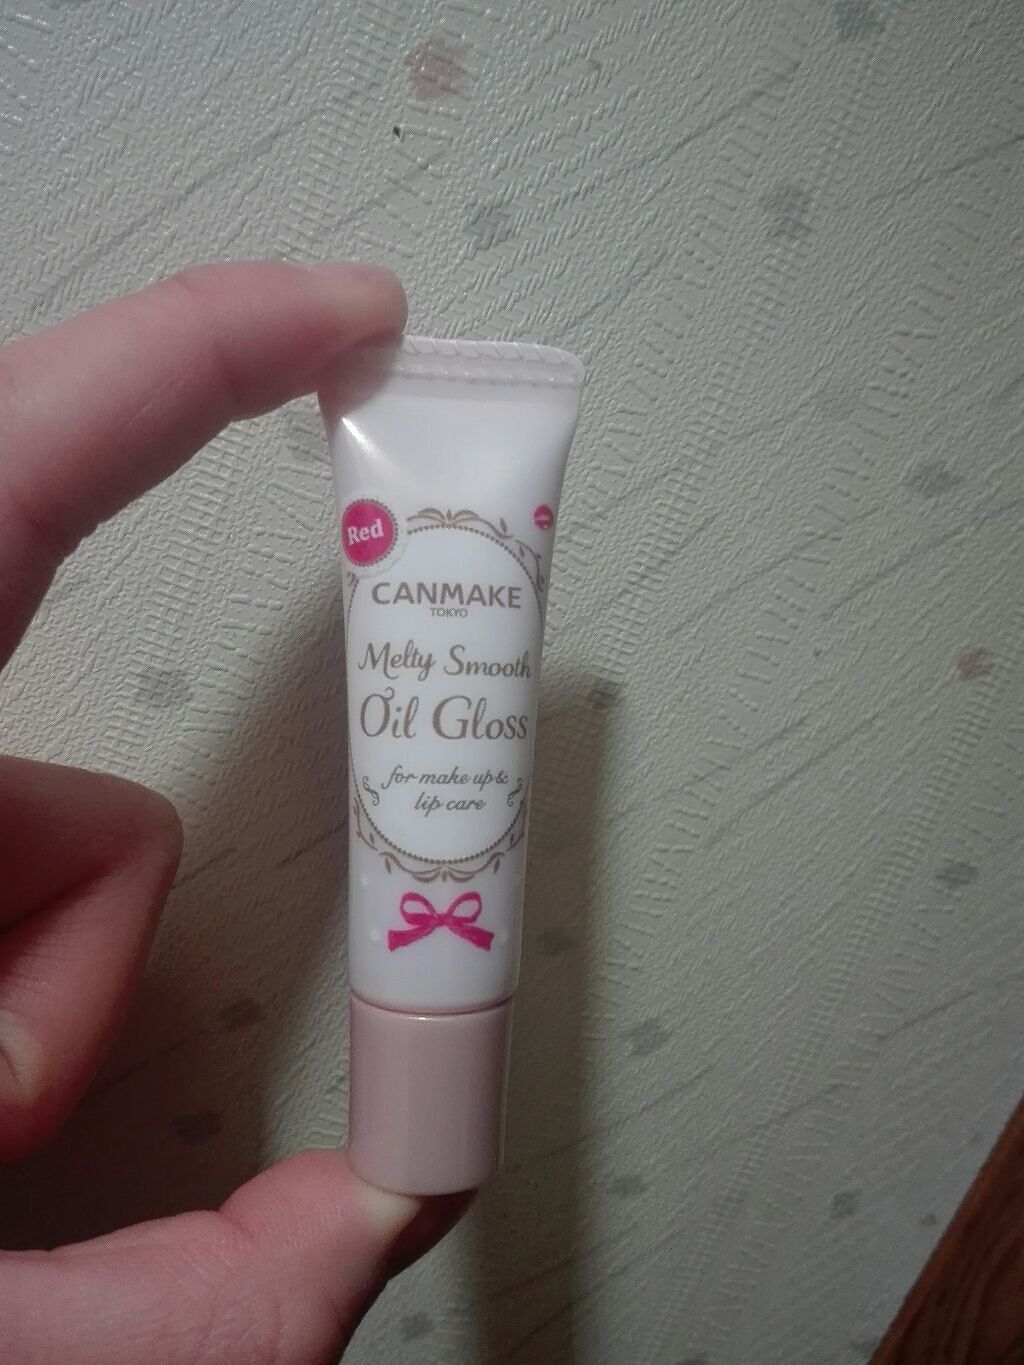 Red
CANMAKE
TOKYO
Melty Smooth
Oil Gloss
for make up &
lip care